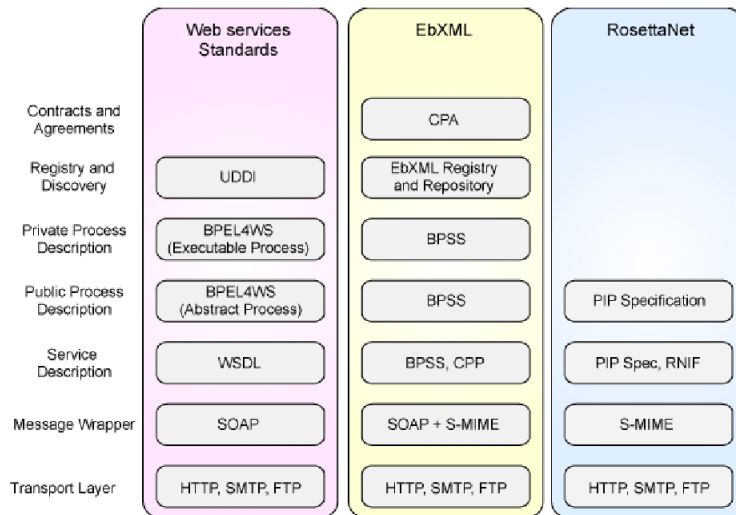 Web services
Standards
EbXML
RosettaNet
Contracts and
Agreements
CPA
Registry and
Discovery
UDDI
EbXML Registry
and Repository
Private Process
Description
BPEL4WS
(Executable Process)
BPSS
Public Process
Description
BPEL4WS
(Abstract Process)
BPSS
PIP Specification
Service
Description
WSDL
BPSS, CPP
PIP Spec, RNIF
Message Wrapper
SOAP
SOAP + S-MIME
S-MIME
Transport Layer
HTTP, SMTP, FTP
HTTP, SMTP, FTP
HTTP, SMTP, FTP